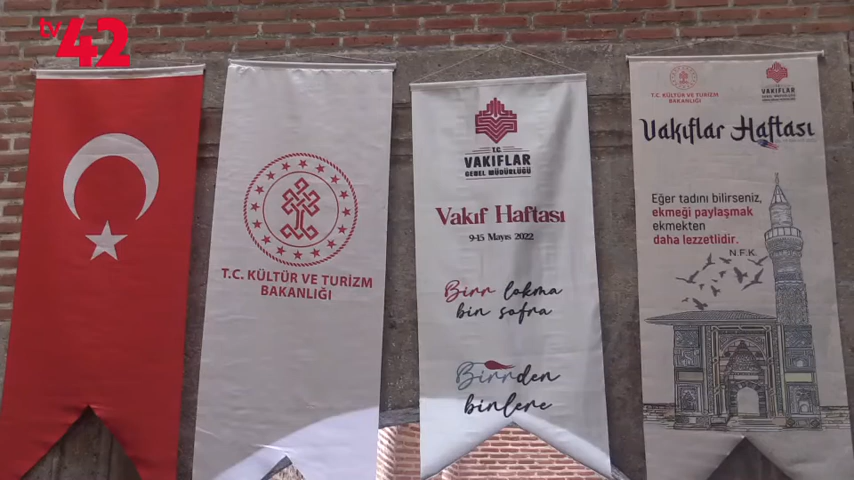 tv42
T.C. KÜLTÜR VE TURİZM
BAKANLIĞI
T.C.
VAKIFLAR
GENEL MÜDÜRLÜĞÜ
Vakıf Haftası
9-15 Mayıs 2022
Birr lokma
bin sofra
Birrden
binlere
T.C. KÜLTÜR VE TURİZM
BAKANLIĞI
VAKIFLAR
Vakıflar Haftası
Eğer tadını bilirseniz,
ekmeği paylaşmak
ekmekten
daha lezzetlidir.
N.F.K.